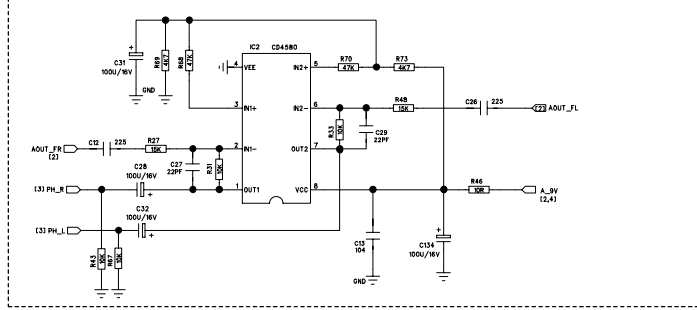 IC2 CD4580
C31
100U/16V
R69
4K7
R68
47K
GND
4 VEE
IN2+ 5
R70
47K
R73
4K7
3 IN1+
IN2- 6
R48
15K
C26 225
[2] AOUT_FL
R33
10K
C29
22PF
AOUT_FR
[2]
C12 225
R27
15K
2 IN1-
OUT2 7
C27
22PF
R31
10K
[3] PH_R
C28
100U/16V
+
1 OUT1
VCC 8
R46
10R
A_9V
[2,4]
[3] PH_L
C32
100U/16V
+
R43
10K
R67
10K
C13
104
C134
100U/16V
GND